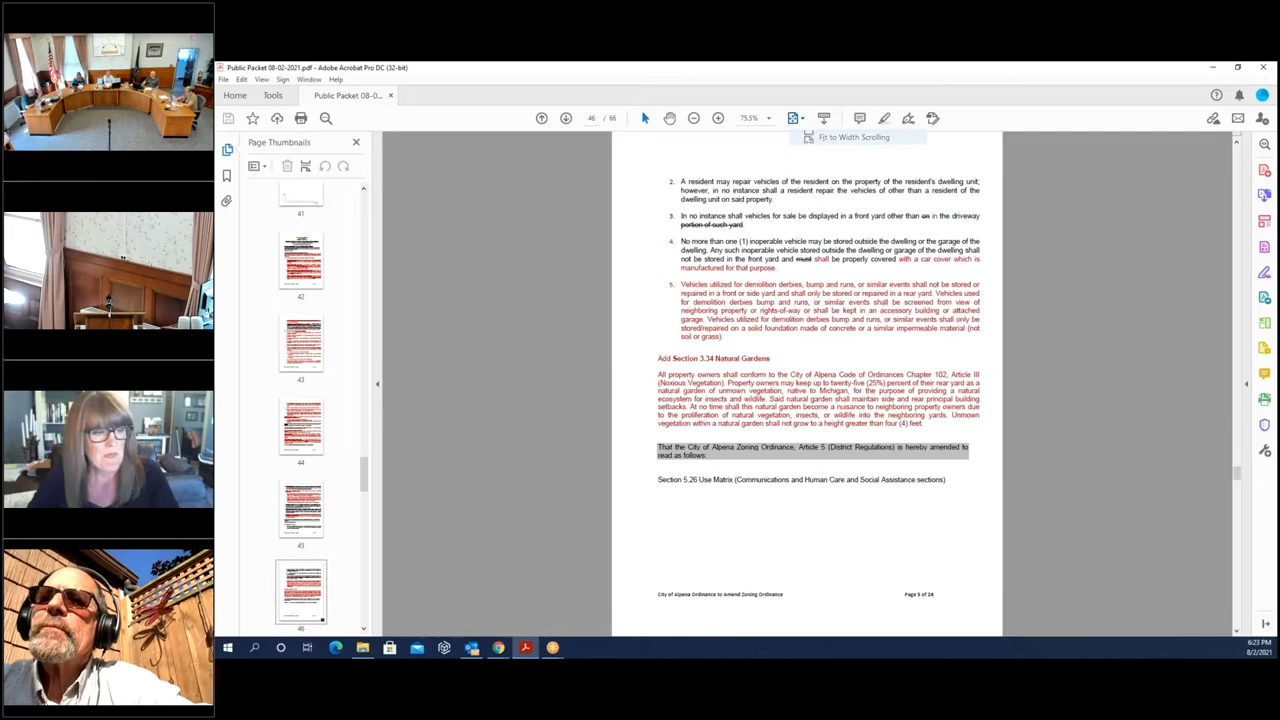 Public Packet 08-02-2021.pdf - Adobe Acrobat Pro DC (32-bit)
File Edit View Sign Window Help
Home Tools Public Packet 08-0... ×
46 / 66 75.5%
Page Thumbnails
Fit to Width Scrolling
41
42
43
44
45
46
2. A resident may repair vehicles of the resident on the property of the resident's dwelling unit;
however, in no instance shall a resident repair the vehicles of other than a resident of the
dwelling unit on said property.
3. In no instance shall vehicles for sale be displayed in a front yard other than on in the driveway
portion of such yard.
4. No more than one (1) inoperable vehicle may be stored outside the dwelling or the garage of the
dwelling. Any such inoperable vehicle stored outside the dwelling or garage of the dwelling shall
not be stored in the front yard and must shall be properly covered with a car cover which is
manufactured for that purpose.
5. Vehicles utilized for demolition derbies, bump and runs, or similar events shall not be stored or
repaired in a front or side yard and shall only be stored or repaired in a rear yard. Vehicles used
for demolition derbies bump and runs, or similar events shall be screened from view of
neighboring property or rights-of-way or shall be kept in an accessory building or attached
garage. Vehicles utilized for demolition derbies bump and runs, or similar events shall only be
stored/repaired on a solid foundation made of concrete or a similar impermeable material (not
soil or grass).
Add Section 3.34 Natural Gardens
All property owners shall conform to the City of Alpena Code of Ordinances Chapter 102, Article III
(Noxious Vegetation). Property owners may keep up to twenty-five (25%) percent of their rear yard as a
natural garden of unmown vegetation, native to Michigan, for the purpose of providing a natural
ecosystem for insects and wildlife. Said natural garden shall maintain side and rear principal building
setbacks. At no time shall this natural garden become a nuisance to neighboring property owners due
to the proliferation of natural vegetation, insects, or wildlife into the neighboring yards. Unmown
vegetation within a natural garden shall not grow to a height greater than four (4) feet.
That the City of Alpena Zoning Ordinance, Article 5 (District Regulations) is hereby amended to
read as follows:
Section 5.26 Use Matrix (Communications and Human Care and Social Assistance sections)
City of Alpena Ordinance to Amend Zoning Ordinance Page 5 of 24
6:23 PM
8/2/2021